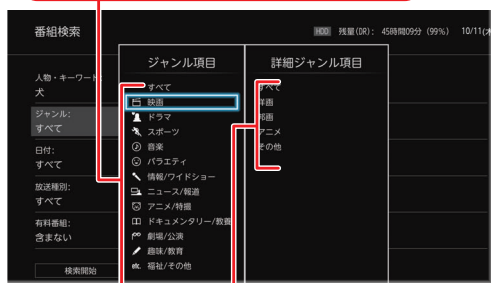 番組検索
HDD 残量(DR): 45時間09分 (99%) 10/11(木
ジャンル項目
詳細ジャンル項目
人物・キーワード:
犬
ジャンル:
すべて
日付:
すべて
放送種別:
すべて
有料番組:
含まない
検索開始
すべて
映画
ドラマ
スポーツ
音楽
バラエティ
情報/ワイドショー
ニュース/報道
アニメ/特撮
ドキュメンタリー/教養
劇場/公演
趣味/教育
etc. 福祉/その他
すべて
洋画
邦画
アニメ
その他